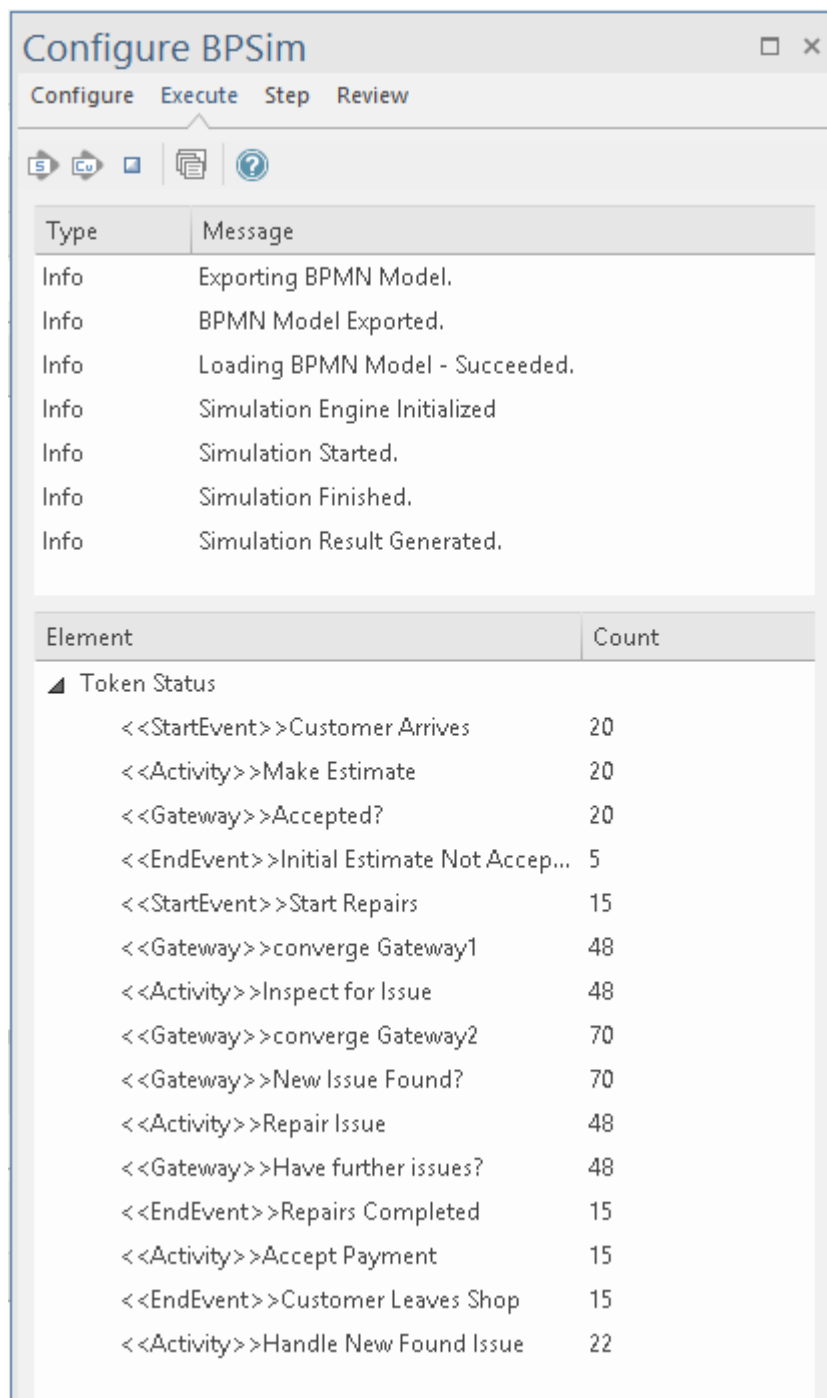 Configure BPSim
Configure Execute Step Review
S Cu ?
Type Message
Info Exporting BPMN Model.
Info BPMN Model Exported.
Info Loading BPMN Model - Succeeded.
Info Simulation Engine Initialized
Info Simulation Started.
Info Simulation Finished.
Info Simulation Result Generated.
Element Count
Token Status
<<StartEvent>>Customer Arrives 20
<<Activity>>Make Estimate 20
<<Gateway>>Accepted? 20
<<EndEvent>>Initial Estimate Not Accep... 5
<<StartEvent>>Start Repairs 15
<<Gateway>>converge Gateway1 48
<<Activity>>Inspect for Issue 48
<<Gateway>>converge Gateway2 70
<<Gateway>>New Issue Found? 70
<<Activity>>Repair Issue 48
<<Gateway>>Have further issues? 48
<<EndEvent>>Repairs Completed 15
<<Activity>>Accept Payment 15
<<EndEvent>>Customer Leaves Shop 15
<<Activity>>Handle New Found Issue 22